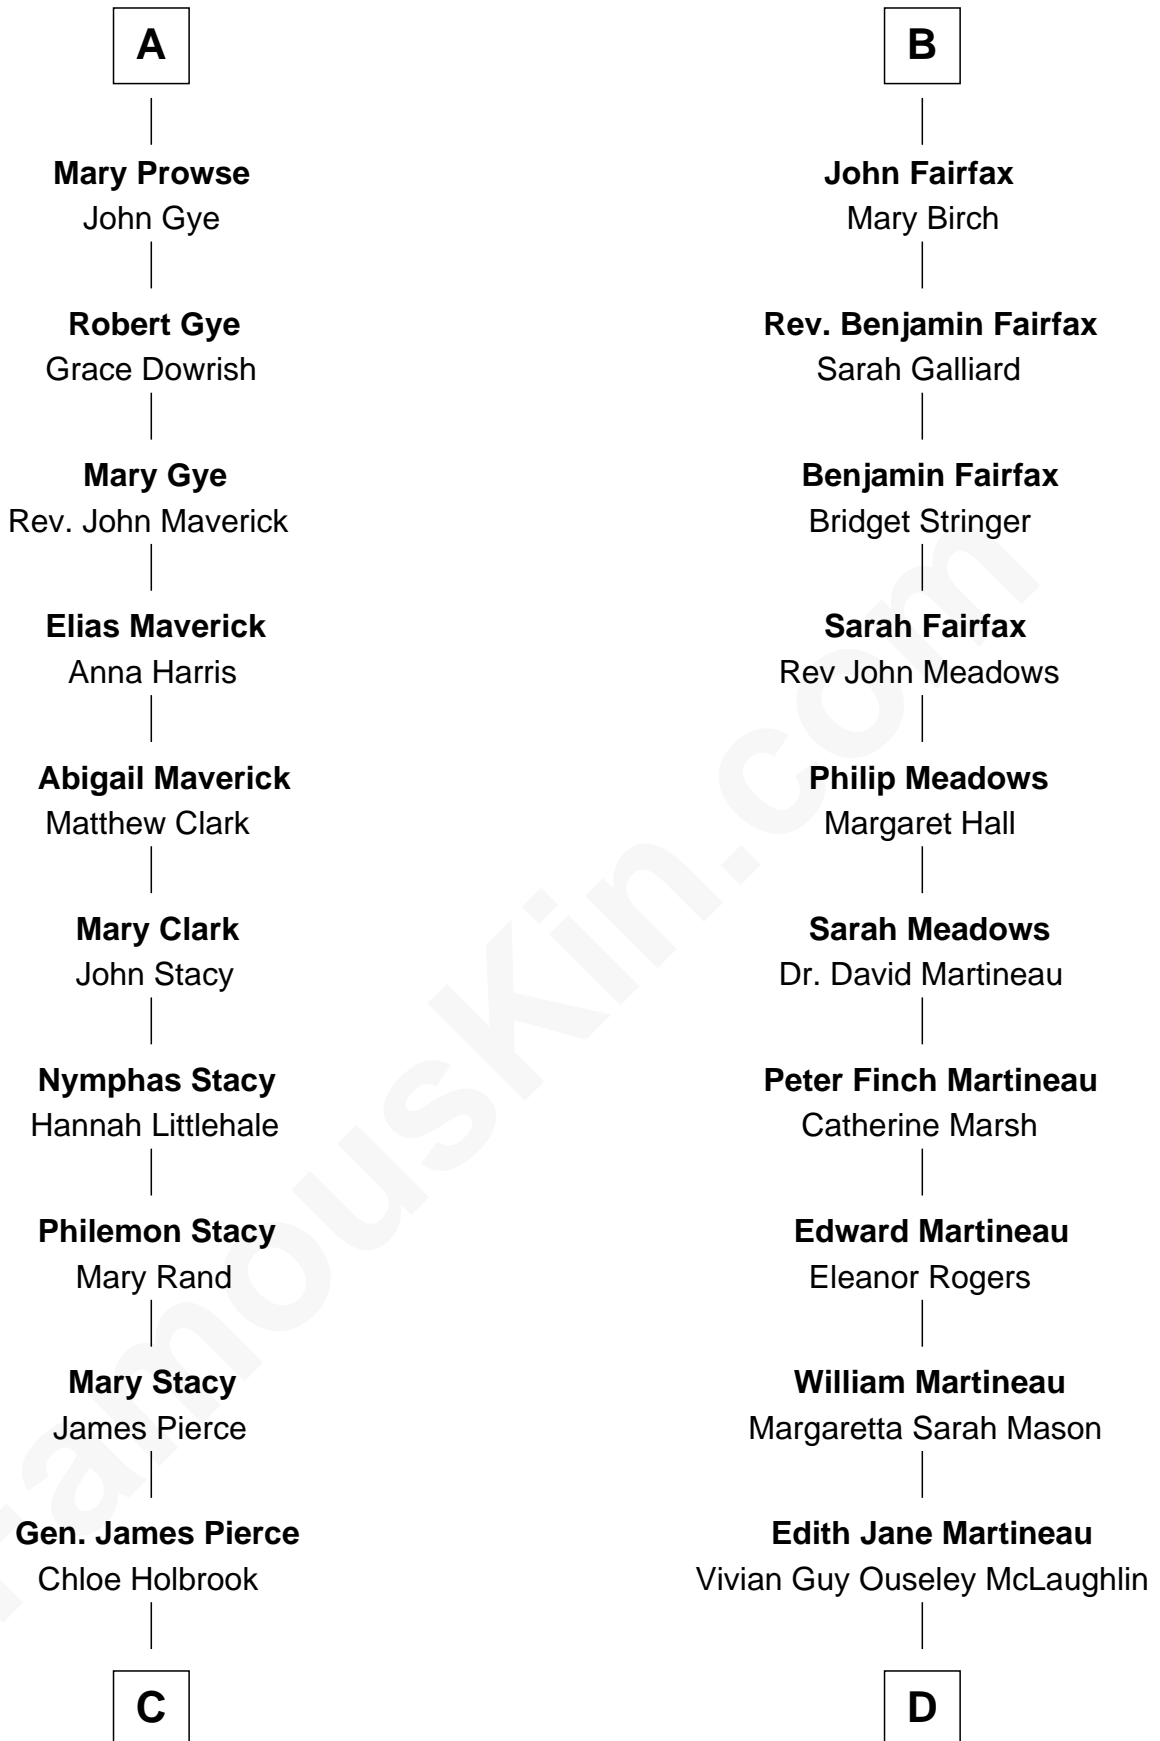 A
Mary Prowse
John Gye
Robert Gye
Grace Dowrish
Mary Gye
Rev. John Maverick
Elias Maverick
Anna Harris
Abigail Maverick
Matthew Clark
Mary Clark
John Stacy
Nymphas Stacy
Hannah Littlehale
Philemon Stacy
Mary Rand
Mary Stacy
James Pierce
Gen. James Pierce
Chloe Holbrook
C
B
John Fairfax
Mary Birch
Rev. Benjamin Fairfax
Sarah Galliard
Benjamin Fairfax
Bridget Stringer
Sarah Fairfax
Rev John Meadows
Philip Meadows
Margaret Hall
Sarah Meadows
Dr. David Martineau
Peter Finch Martineau
Catherine Marsh
Edward Martineau
Eleanor Rogers
William Martineau
Margaretta Sarah Mason
Edith Jane Martineau
Vivian Guy Ouseley McLaughlin
D
FamousKin.com